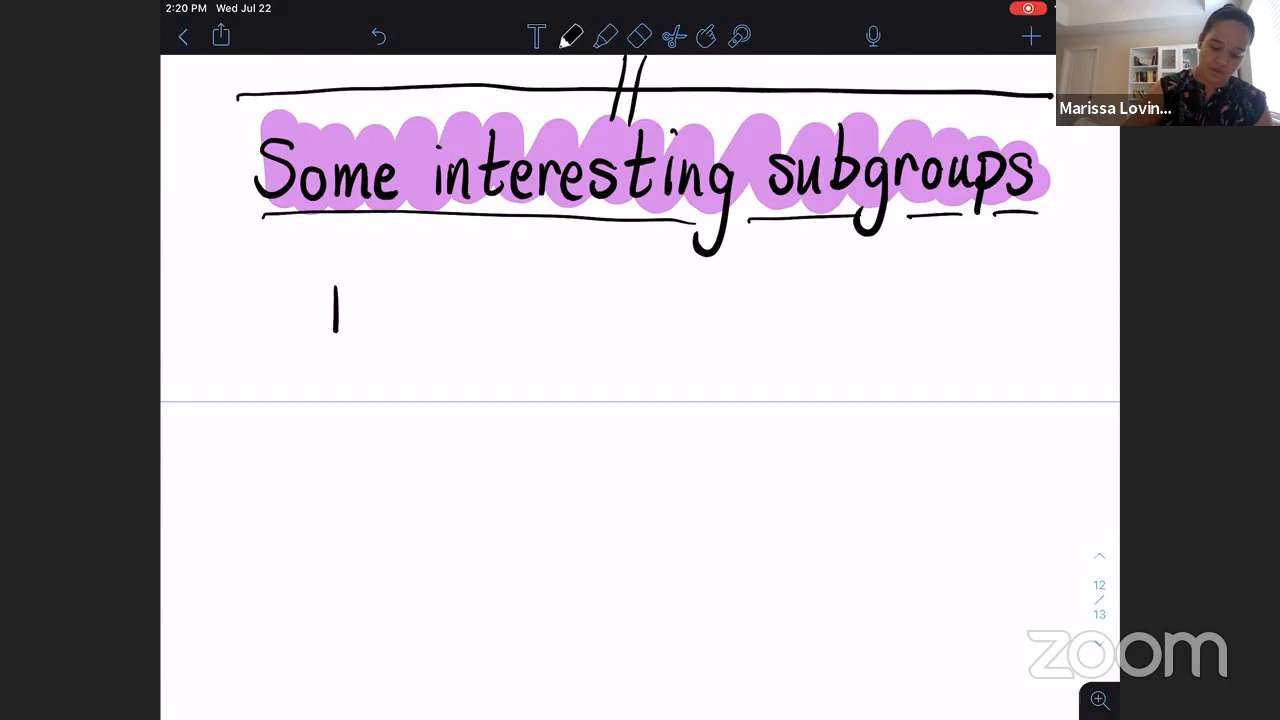 2:20 PM Wed Jul 22
Marissa Lovin...
Some interesting subgroups
12
13
zoom